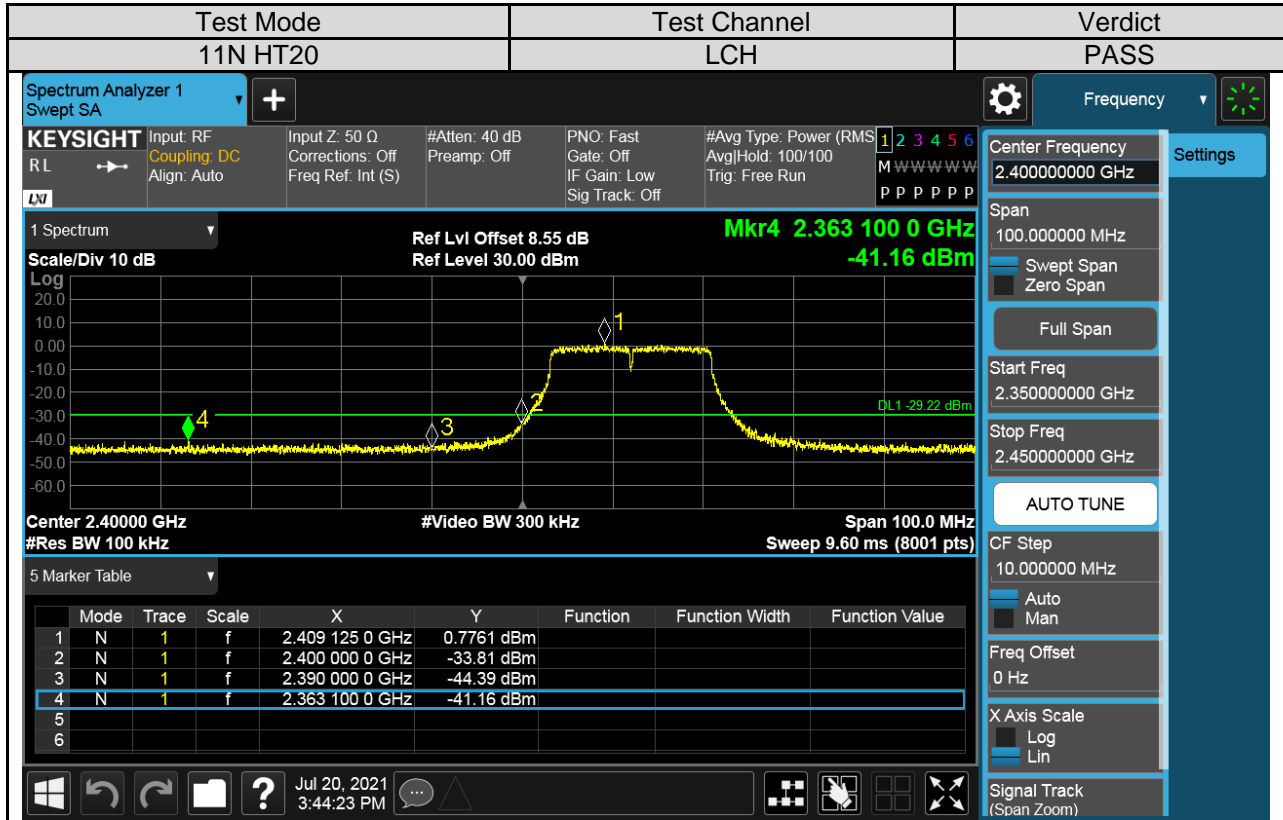 Test Mode Test Channel Verdict
11N HT20 LCH PASS
Spectrum Analyzer 1
Swept SA
+
Frequency
KEYSIGHT
R L
LXI
Input: RF
Coupling: DC
Align: Auto
Input Z: 50 Ω
Corrections: Off
Freq Ref: Int (S)
#Atten: 40 dB
Preamp: Off
PNO: Fast
Gate: Off
IF Gain: Low
Sig Track: Off
#Avg Type: Power (RMS
Avg|Hold: 100/100
Trig: Free Run
1 2 3 4 5 6
M W W W W W
P P P P P P
1 Spectrum
Scale/Div 10 dB
Ref Lvl Offset 8.55 dB
Ref Level 30.00 dBm
Mkr4 2.363 100 0 GHz
-41.16 dBm
Log
20.0
10.0
0.00
-10.0
-20.0
-30.0
-40.0
-50.0
-60.0
1
2
3
4
DL1 -29.22 dBm
Center 2.40000 GHz #Video BW 300 kHz Span 100.0 MHz
#Res BW 100 kHz Sweep 9.60 ms (8001 pts)
5 Marker Table
Mode Trace Scale X Y Function Function Width Function Value
1 N 1 f 2.409 125 0 GHz 0.7761 dBm
2 N 1 f 2.400 000 0 GHz -33.81 dBm
3 N 1 f 2.390 000 0 GHz -44.39 dBm
4 N 1 f 2.363 100 0 GHz -41.16 dBm
5
6
?
Jul 20, 2021
3:44:23 PM
Center Frequency
2.400000000 GHz
Settings
Span
100.000000 MHz
Swept Span
Zero Span
Full Span
Start Freq
2.350000000 GHz
Stop Freq
2.450000000 GHz
AUTO TUNE
CF Step
10.000000 MHz
Auto
Man
Freq Offset
0 Hz
X Axis Scale
Log
Lin
Signal Track
(Span Zoom)